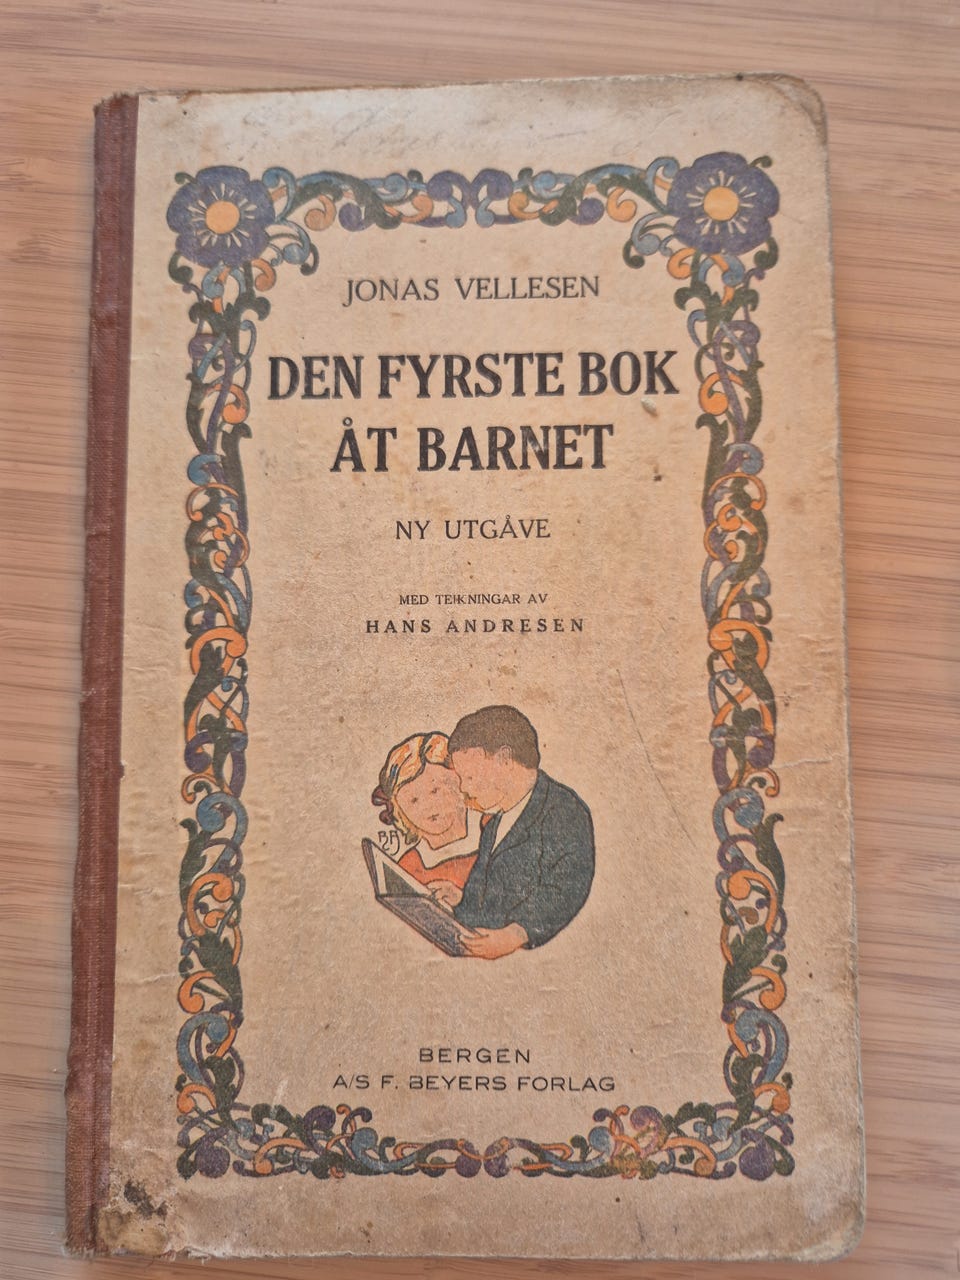 JONAS VELLESEN
DEN FYRSTE BOK
ÅT BARNET
NY UTGÅVE
MED TEIKNINGAR AV
HANS ANDRESEN
BERGEN
A/S F. BEYERS FORLAG